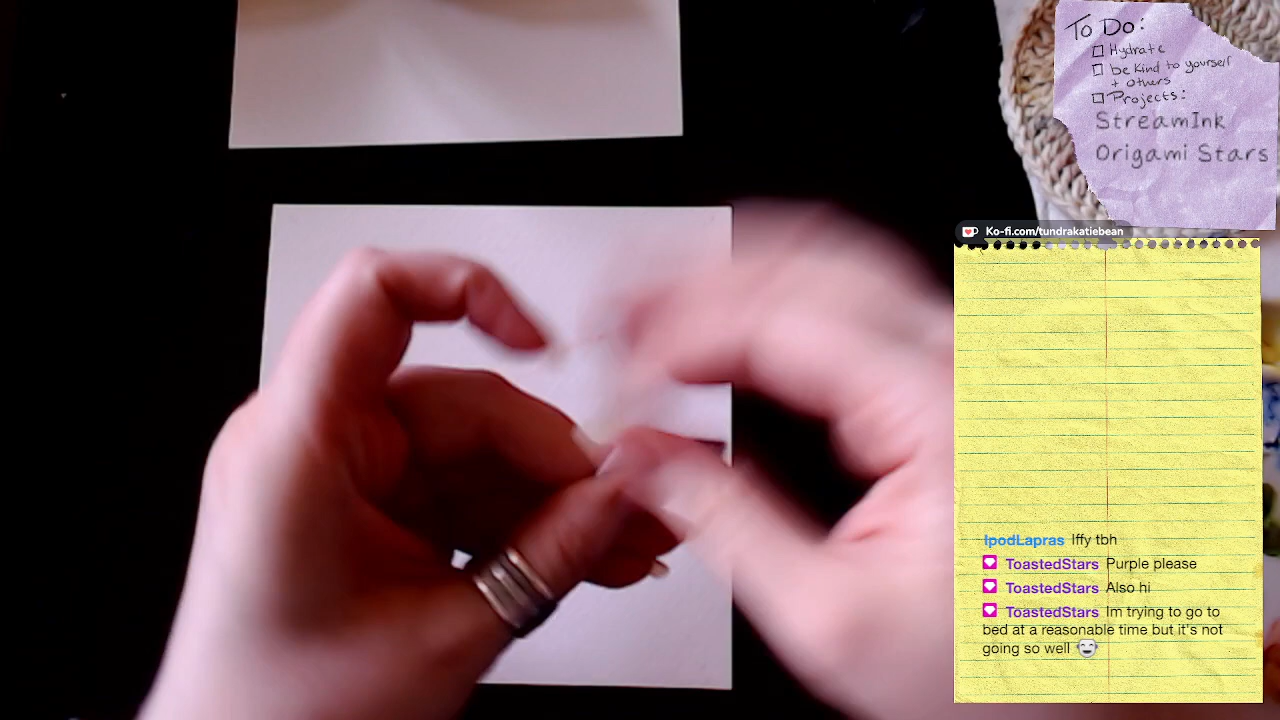 To Do:
Hydrate
be kind to yourself
+ others
Projects:
StreamInk
Origami Stars
Ko-fi.com/tundrakatiebean
IpodLapras Iffy tbh
ToastedStars Purple please
ToastedStars Also hi
ToastedStars Im trying to go to
bed at a reasonable time but it's not
going so well